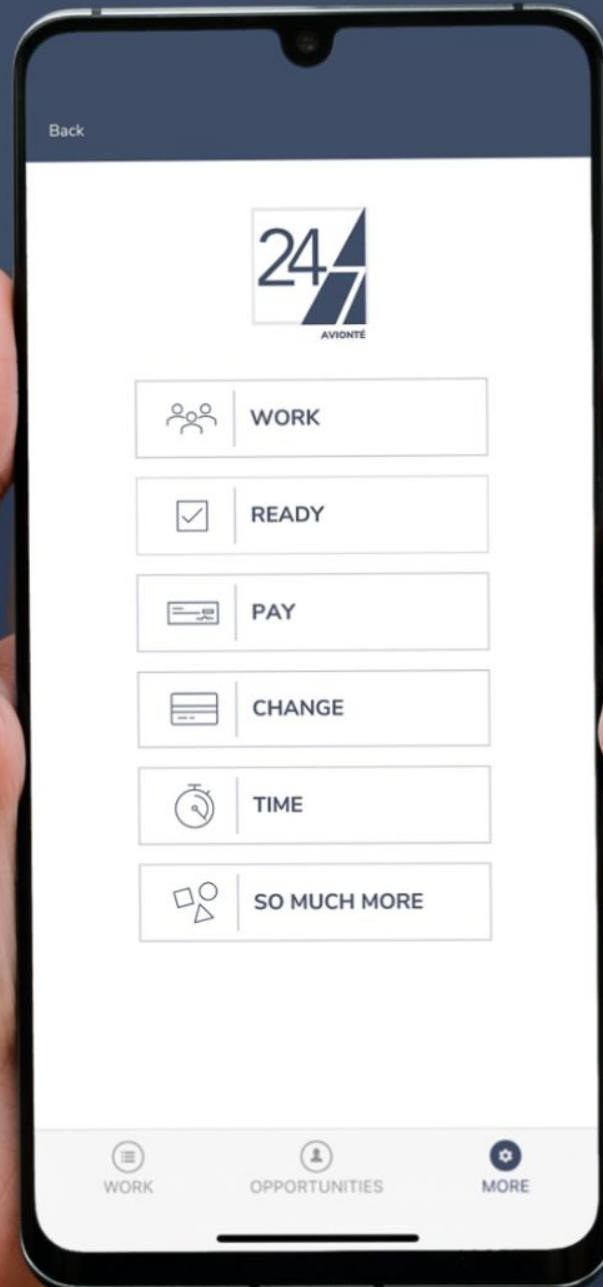 Back
24
7
AVIONTÉ
WORK
READY
PAY
CHANGE
TIME
SO MUCH MORE
WORK
OPPORTUNITIES
MORE